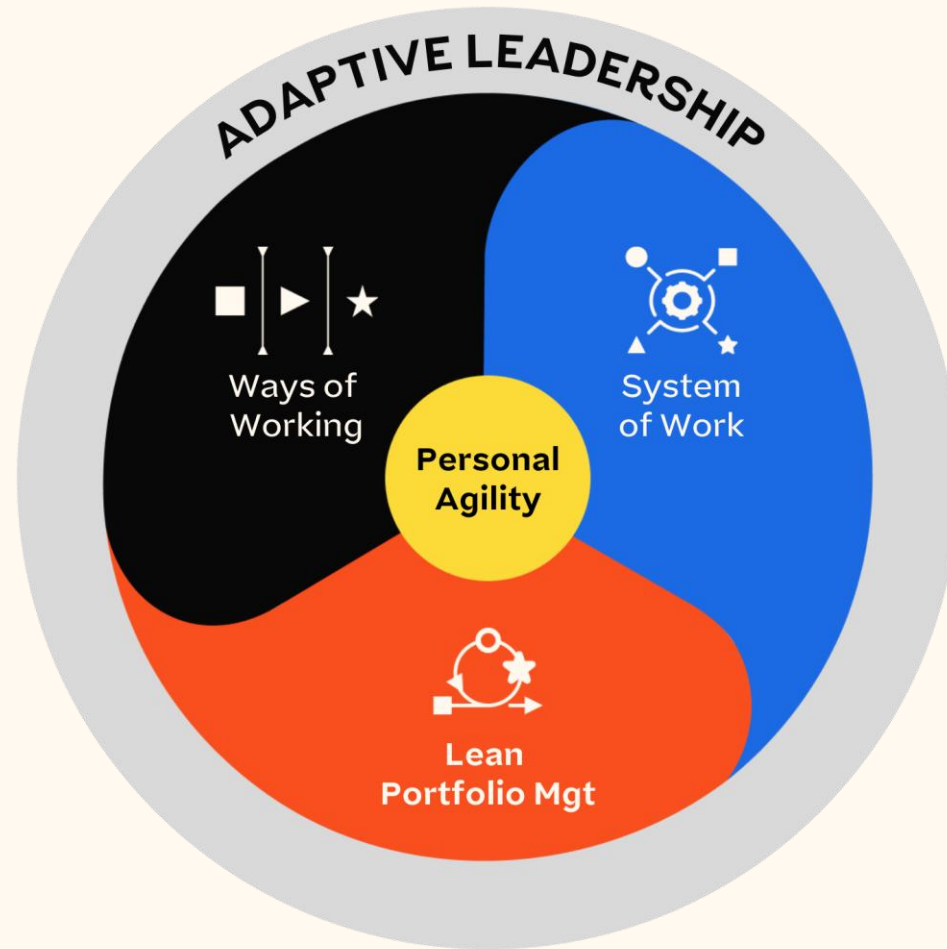 ADAPTIVE LEADERSHIP
Ways of
Working
System
of Work
Personal
Agility
Lean
Portfolio Mgt